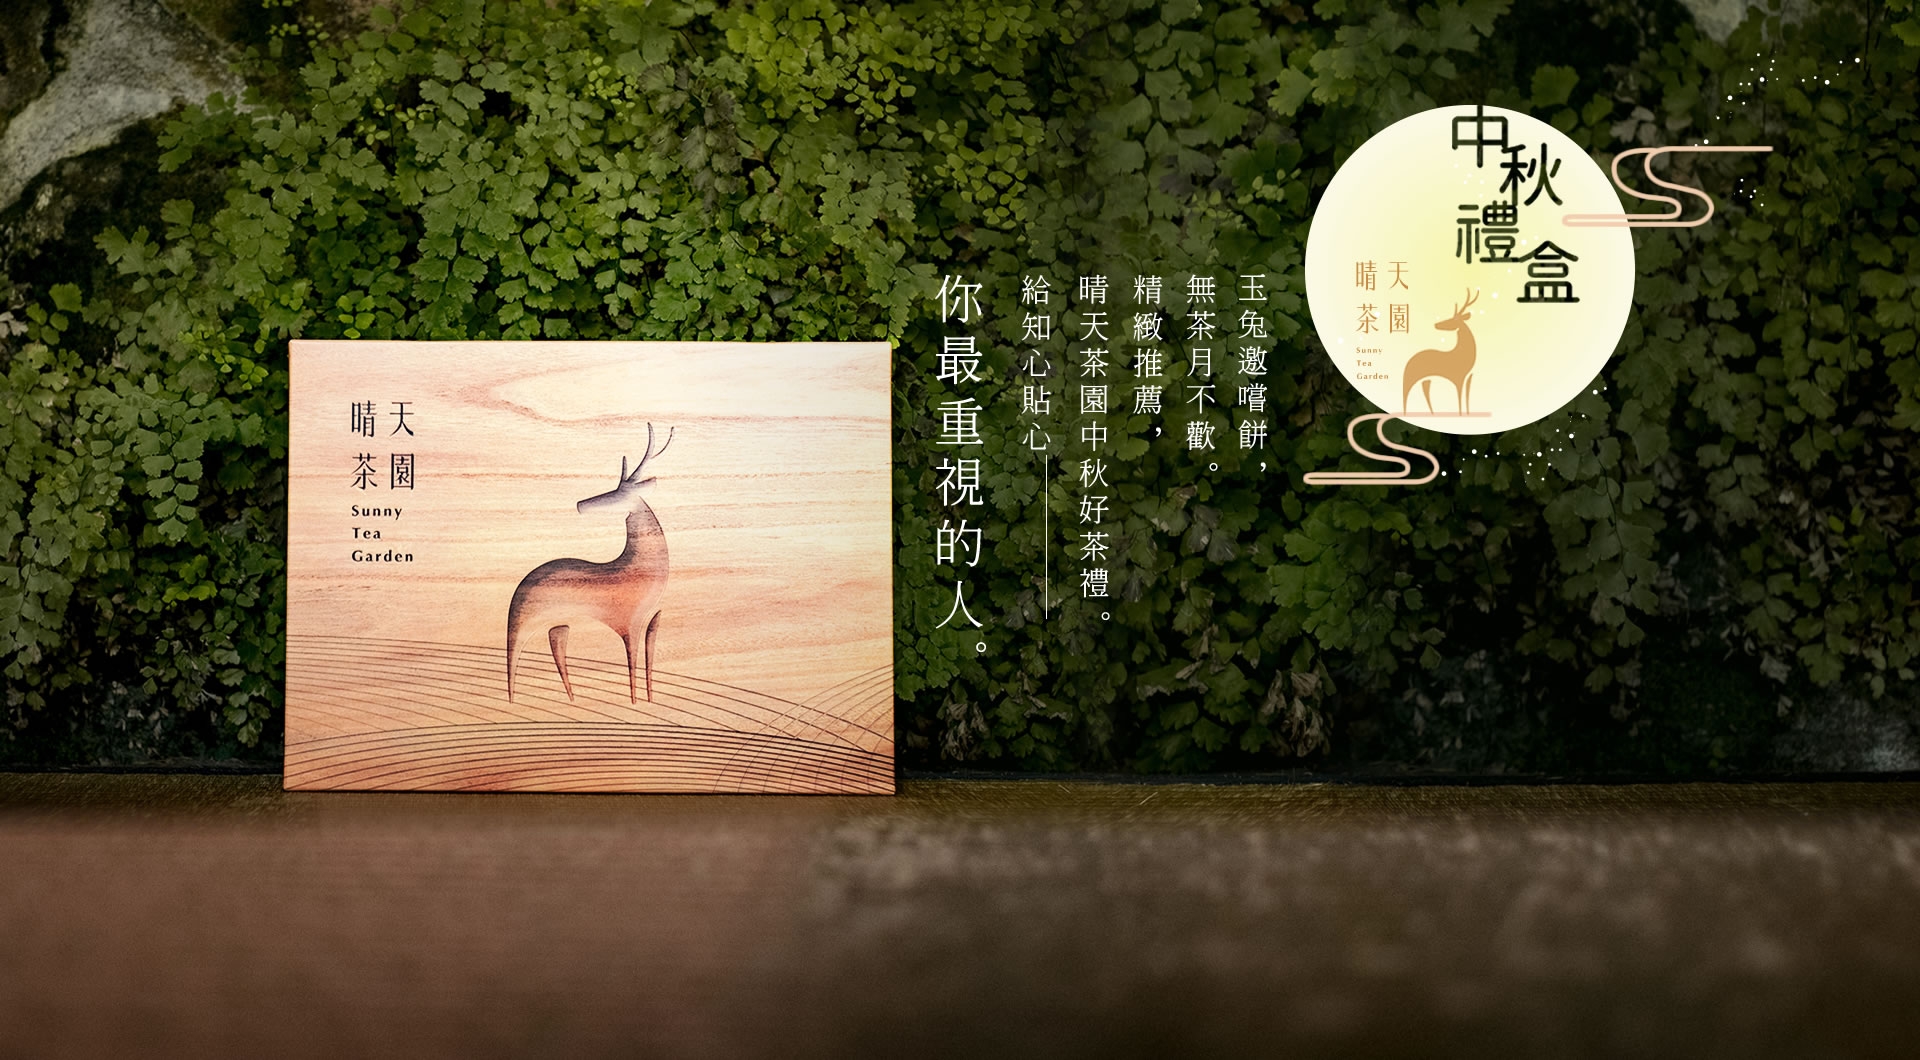 中秋禮盒
晴天
茶園
Sunny
Tea
Garden
玉兔邀嚐餅，
無茶月不歡。
精緻推薦，
晴天茶園中秋好茶禮。
給知心貼心
你最重視的人。
晴天
茶園
Sunny
Tea
Garden